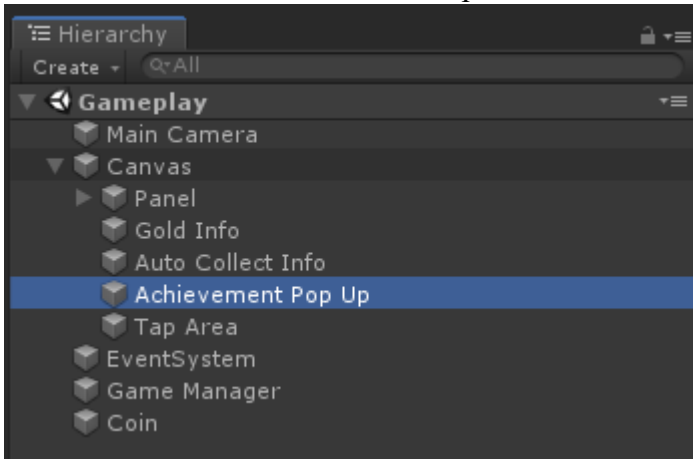 Hierarchy
Create All
Gameplay
Main Camera
Canvas
Panel
Gold Info
Auto Collect Info
Achievement Pop Up
Tap Area
EventSystem
Game Manager
Coin